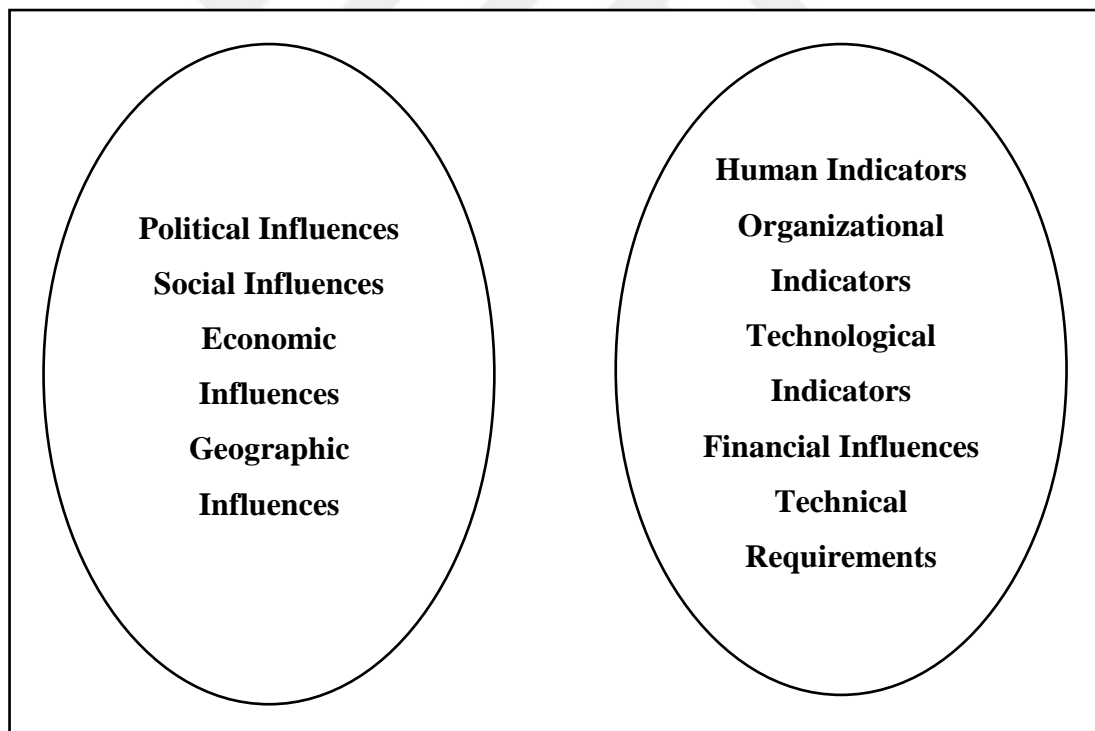 Political Influences
Social Influences
Economic
Influences
Geographic
Influences
Human Indicators
Organizational
Indicators
Technological
Indicators
Financial Influences
Technical
Requirements